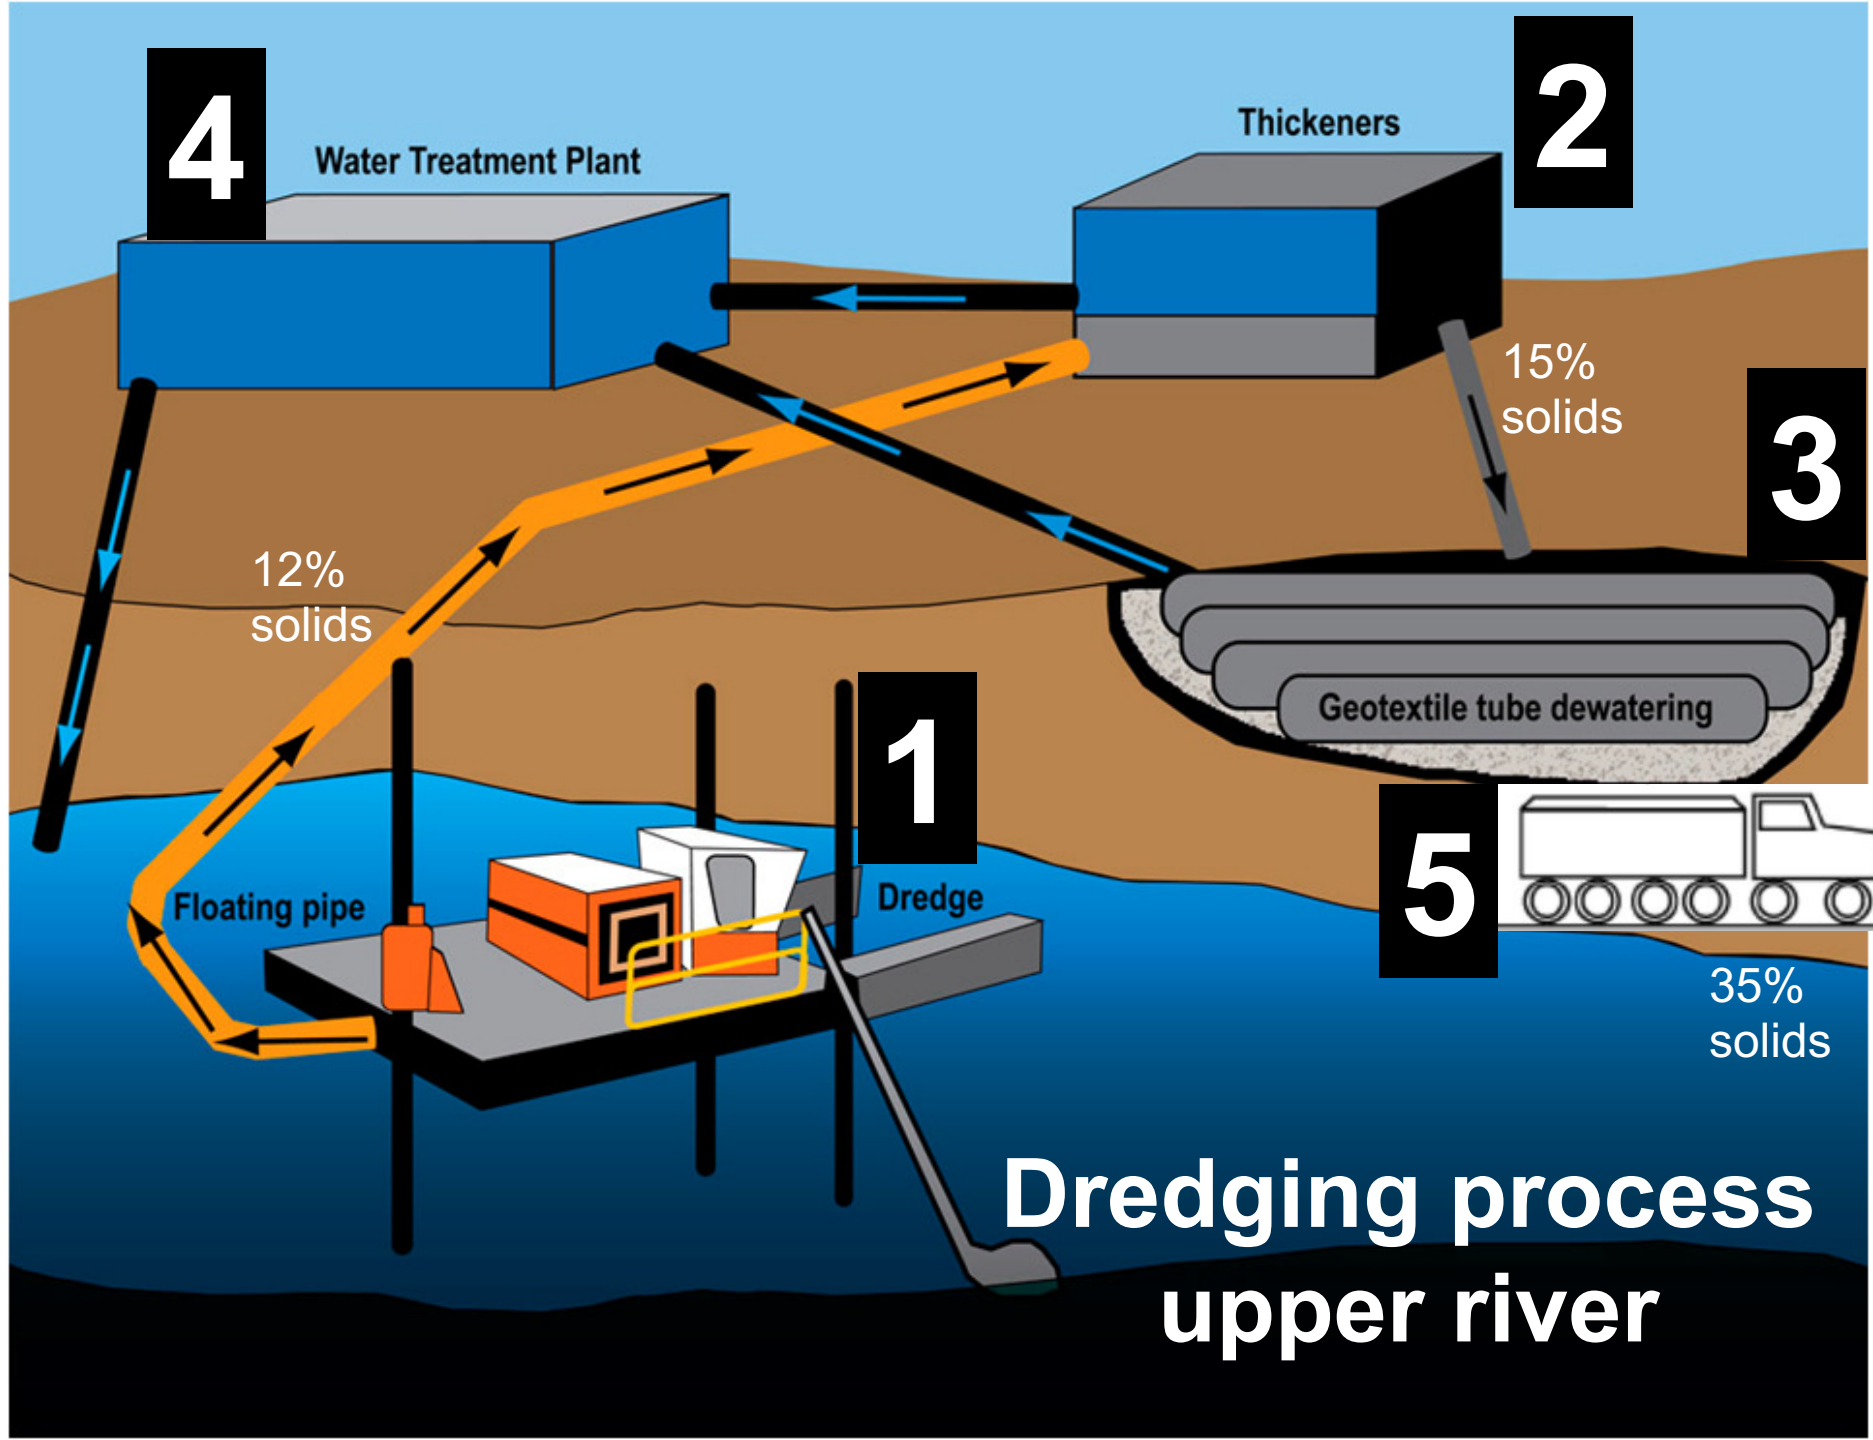 4
2
Thickeners
Water Treatment Plant
15%
solids
3
12%
solids
Geotextile tube dewatering
1
5
Floating pipe
Dredge
35%
solids
Dredging process
upper river